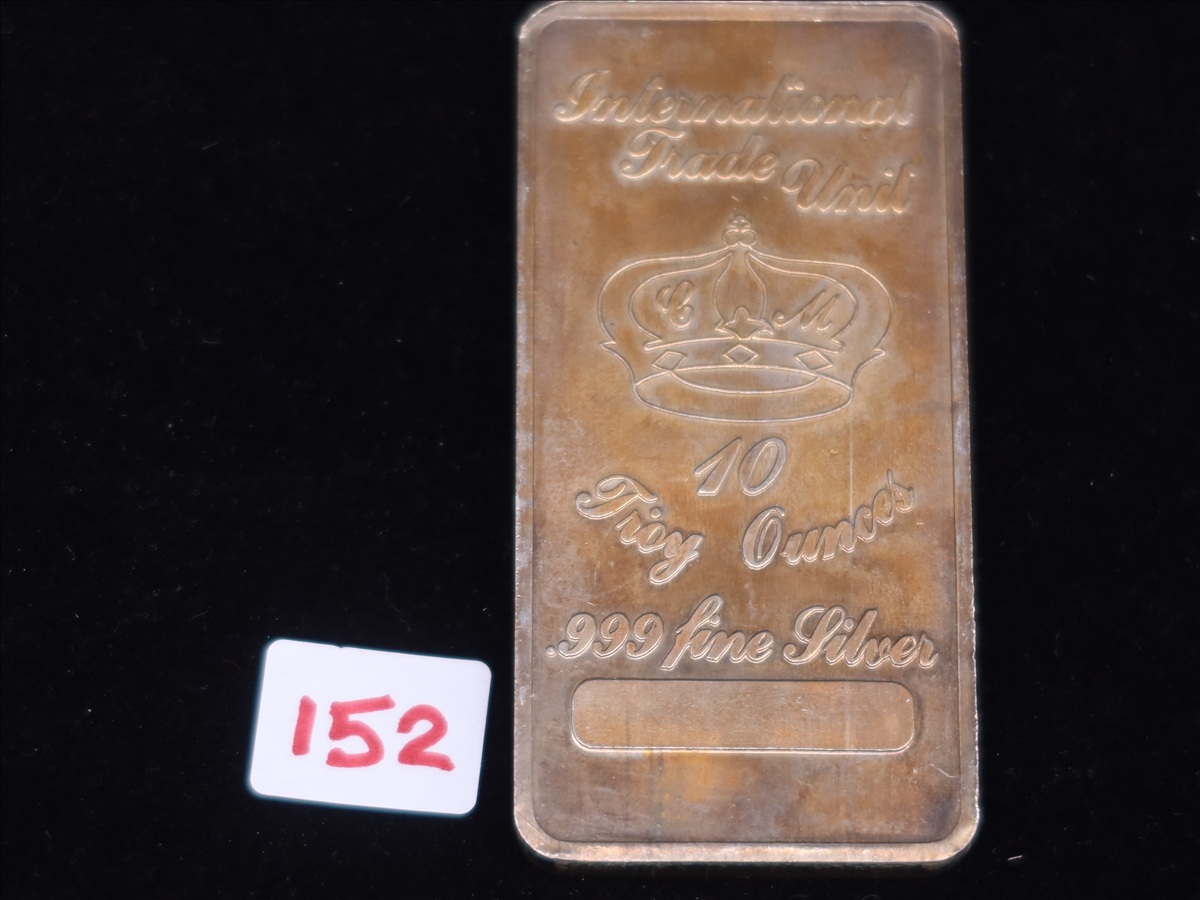 International
Trade Unit
C M
10
Troy Ounces
.999 fine Silver
152